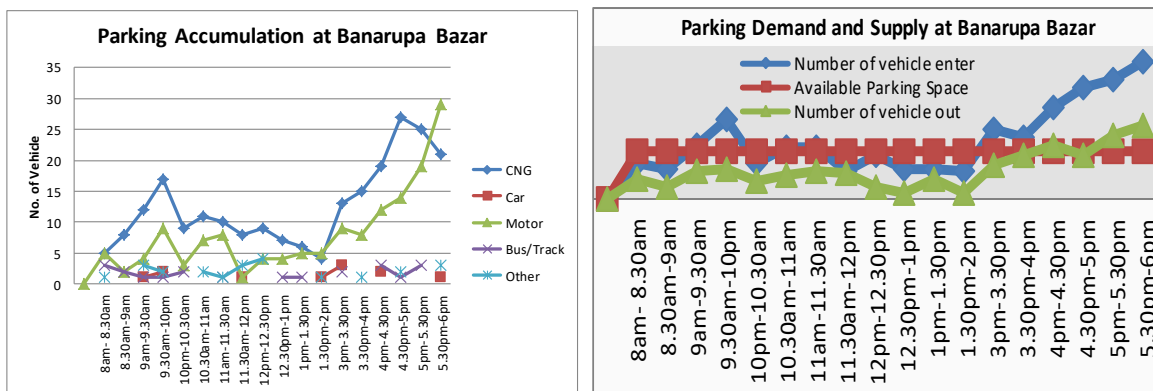 Parking Accumulation at Banarupa Bazar
No. of Vehicle
35
30
25
20
15
10
5
0
8am- 8.30am
8.30am-9am
9am-9.30am
9.30am-10pm
10pm-10.30am
10.30am-11am
11am-11.30am
11.30am-12pm
12pm-12.30pm
12.30pm-1pm
1pm-1.30pm
1.30pm-2pm
3pm-3.30pm
3.30pm-4pm
4pm-4.30pm
4.30pm-5pm
5pm-5.30pm
5.30pm-6pm
CNG
Car
Motor
Bus/Track
Other
Parking Demand and Supply at Banarupa Bazar
Number of vehicle enter
Available Parking Space
Number of vehicle out
8am- 8.30am
8.30am-9am
9am-9.30am
9.30am-10pm
10pm-10.30am
10.30am-11am
11am-11.30am
11.30am-12pm
12pm-12.30pm
12.30pm-1pm
1pm-1.30pm
1.30pm-2pm
3pm-3.30pm
3.30pm-4pm
4pm-4.30pm
4.30pm-5pm
5pm-5.30pm
5.30pm-6pm